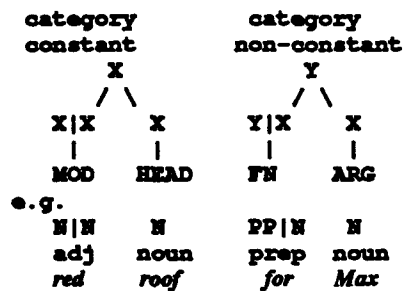 category category
constant non-constant
X Y
/ \ / \
X|X X Y|X X
| | | |
MOD HEAD FN ARG
e.g.
N|N N PP|N N
adj noun prep noun
red roof for Max